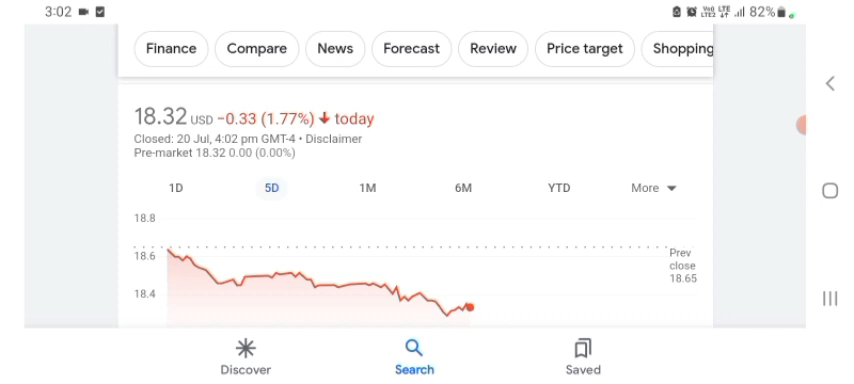 3:02
82%
Finance Compare News Forecast Review Price target Shopping
18.32 USD −0.33 (1.77%) today
Closed: 20 Jul, 4:02 pm GMT-4 • Disclaimer
Pre-market 18.32 0.00 (0.00%)
1D 5D 1M 6M YTD More
18.8
18.6
18.4
Prev
close
18.65
Discover Search Saved